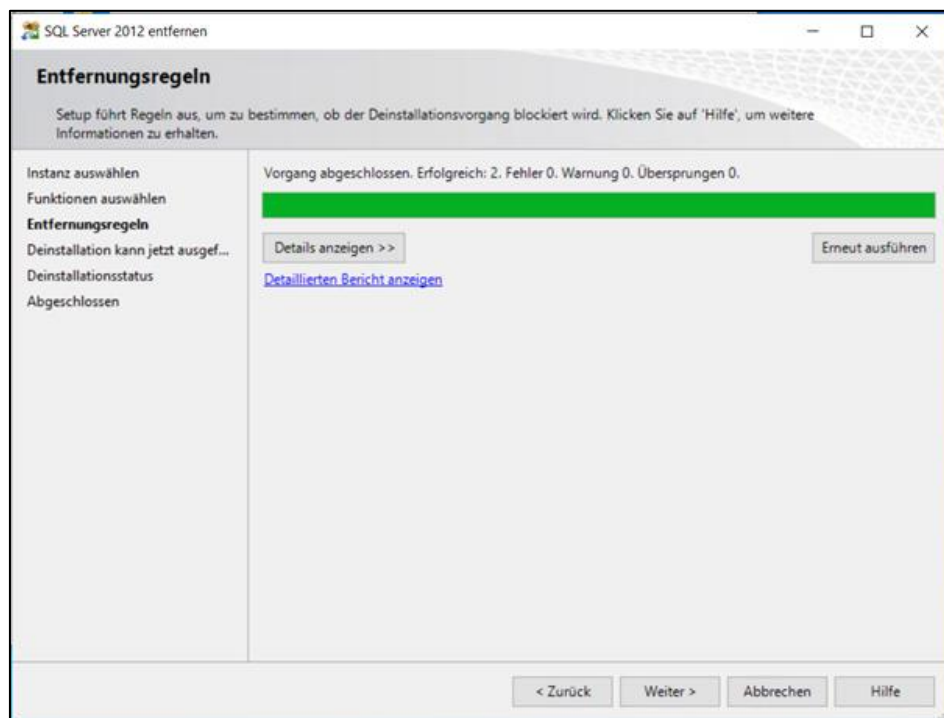 SQL Server 2012 entfernen
Entfernungsregeln
Setup führt Regeln aus, um zu bestimmen, ob der Deinstallationsvorgang blockiert wird. Klicken Sie auf 'Hilfe', um weitere
Informationen zu erhalten.
Instanz auswählen
Funktionen auswählen
Entfernungsregeln
Deinstallation kann jetzt ausgef...
Deinstallationsstatus
Abgeschlossen
Vorgang abgeschlossen. Erfolgreich: 2. Fehler 0. Warnung 0. Übersprungen 0.
Details anzeigen >>
Erneut ausführen
Detaillierten Bericht anzeigen
< Zurück
Weiter >
Abbrechen
Hilfe